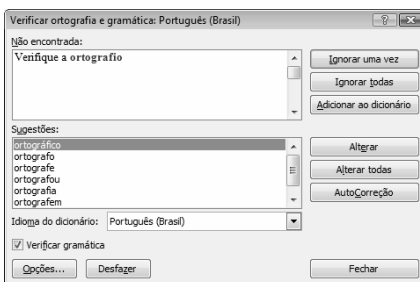 Verificar ortografia e gramática: Português (Brasil)
Não encontrada:
Verifique a ortografio
Ignorar uma vez
Ignorar todas
Adicionar ao dicionário
Sugestões:
ortográfico
ortografo
ortografe
ortografou
ortografia
ortografem
Alterar
Alterar todas
AutoCorreção
Idioma do dicionário: Português (Brasil)
Verificar gramática
Opções... Desfazer Fechar